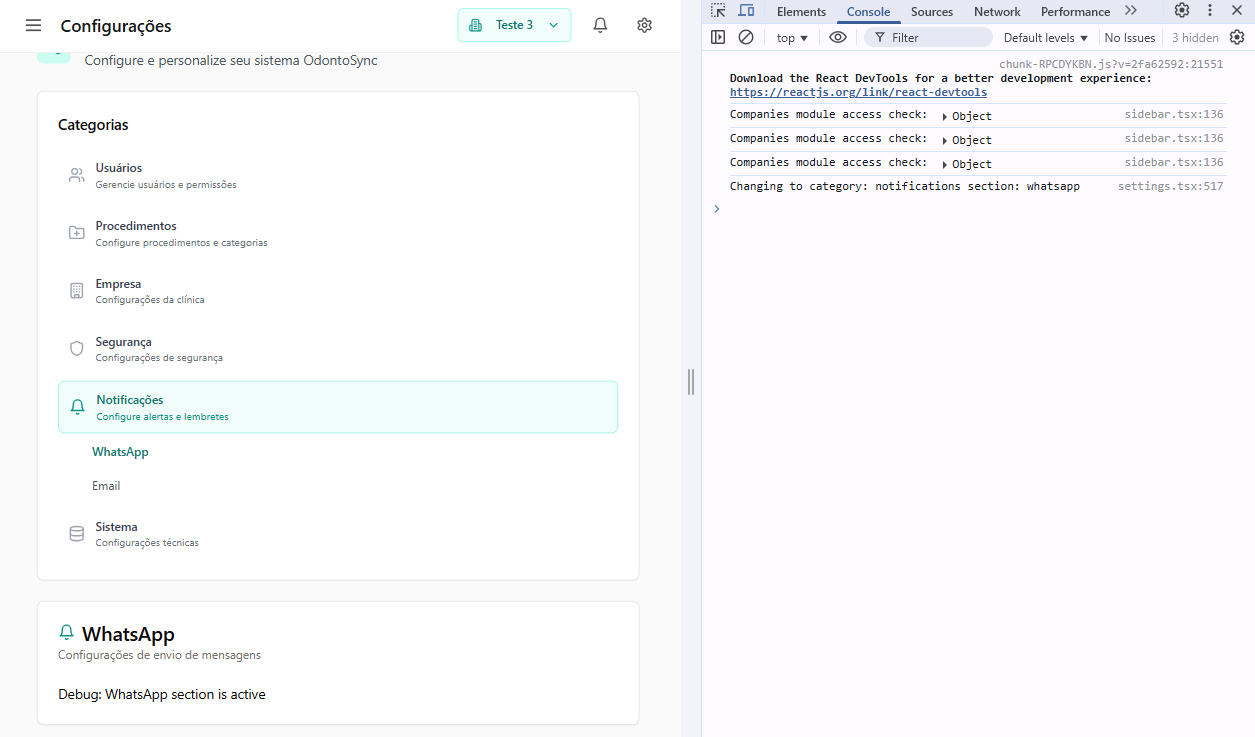 Configurações
Teste 3
Configure e personalize seu sistema OdontoSync
Categorias
Usuários
Gerencie usuários e permissões
Procedimentos
Configure procedimentos e categorias
Empresa
Configurações da clínica
Segurança
Configurações de segurança
Notificações
Configure alertas e lembretes
WhatsApp
Email
Sistema
Configurações técnicas
WhatsApp
Configurações de envio de mensagens
Debug: WhatsApp section is active
Elements Console Sources Network Performance
top Filter Default levels No Issues 3 hidden
chunk-RPCDYKBN.js?v=2fa62592:21551
Download the React DevTools for a better development experience:
https://reactjs.org/link/react-devtools
Companies module access check: Object sidebar.tsx:136
Companies module access check: Object sidebar.tsx:136
Companies module access check: Object sidebar.tsx:136
Changing to category: notifications section: whatsapp settings.tsx:517